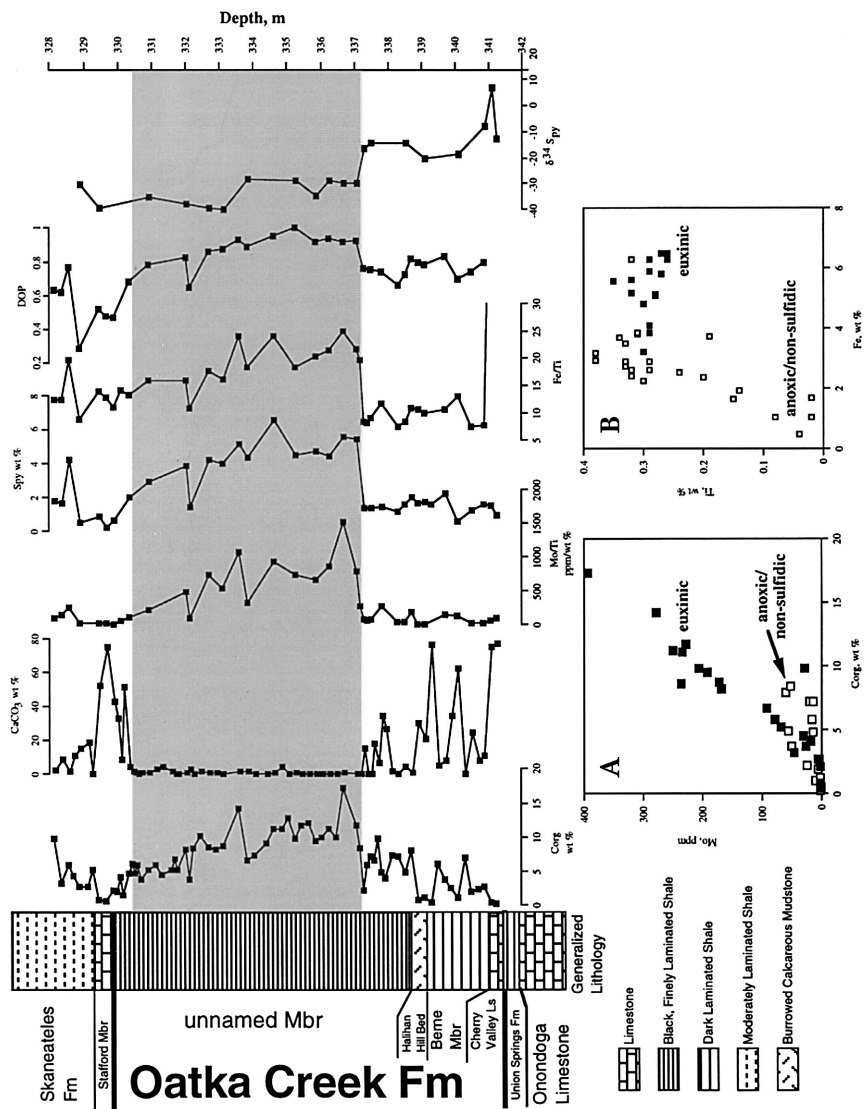 Depth, m
328 329 330 331 332 333 334 335 336 337 338 339 340 341 342
δ³⁴ Spy
20 10 0 -10 -20 -30 -40
DOP
1 0.8 0.6 0.4 0.2
Fe/Ti
30 25 20 15 10 5
Spy wt %
8 6 4 2 0
Mo/Ti
ppm/wt %
2000 1500 1000 500 0
CaCO₃ wt %
80 60 40 20 0
Corg
wt %
20 15 10 5 0
Generalized
Lithology
Skaneateles
Fm
Stafford Mbr
unnamed Mbr
Oatka Creek Fm
Halihan
Hill Bed
Berne
Mbr
Cherry
Valley Ls
Union Springs Fm
Onondoga
Limestone
Limestone
Black, Finely Laminated Shale
Dark Laminated Shale
Moderately Laminated Shale
Burrowed Calcareous Mudstone
A
Mo, ppm
400 300 200 100 0
euxinic
anoxic/
non-sulfidic
0 5 10 15 20
Corg, wt %
B
Ti, wt %
0.4 0.3 0.2 0.1 0
euxinic
anoxic/non-sulfidic
0 2 4 6 8
Fe, wt %